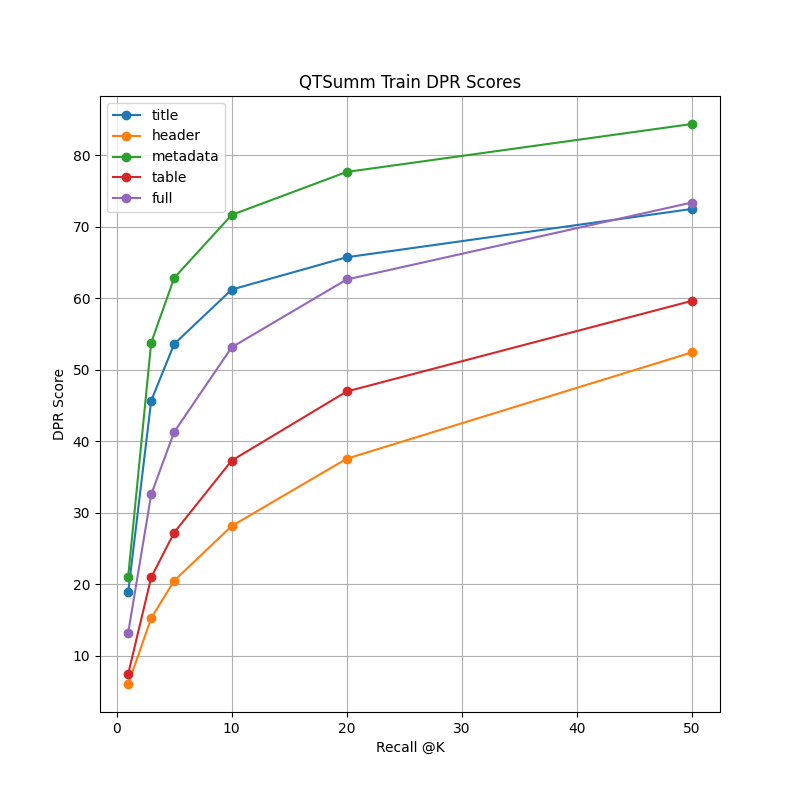 QTSumm Train DPR Scores
title
header
metadata
table
full
DPR Score
80
70
60
50
40
30
20
10
0 10 20 30 40 50
Recall @K